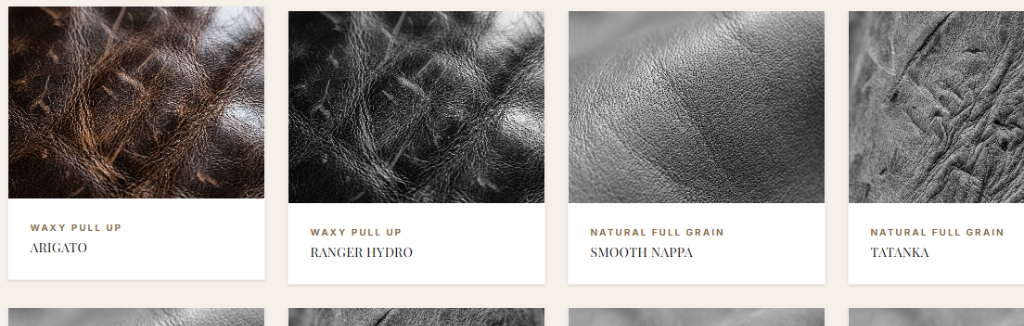 WAXY PULL UP
ARIGATO
WAXY PULL UP
RANGER HYDRO
NATURAL FULL GRAIN
SMOOTH NAPPA
NATURAL FULL GRAIN
TATANKA